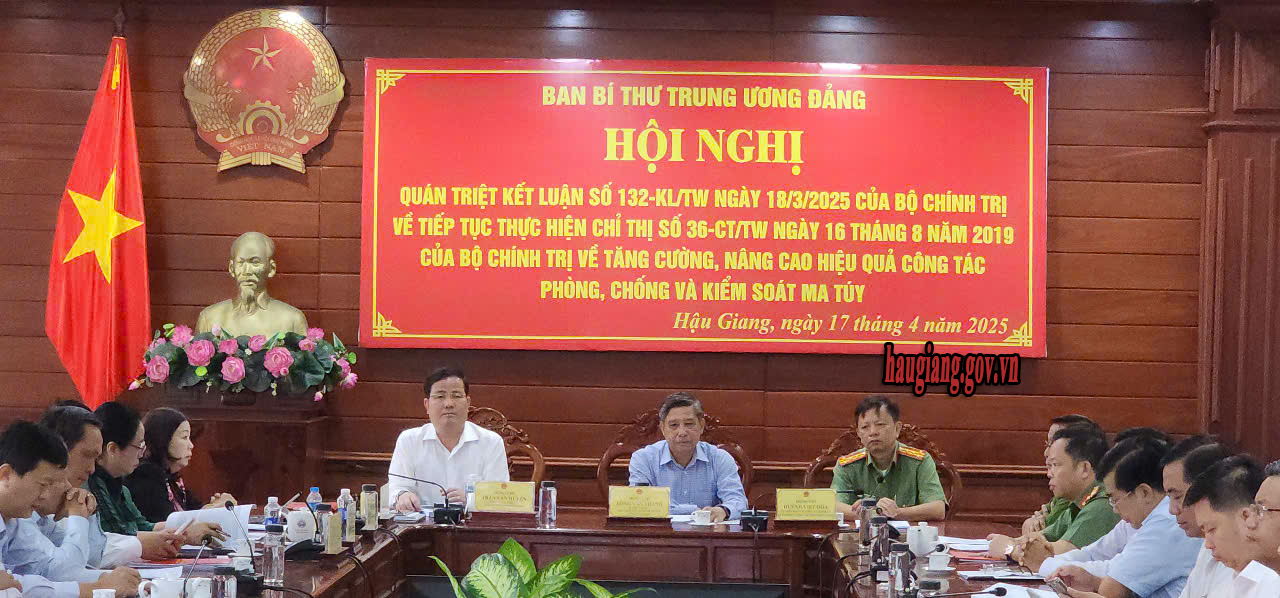 BAN BÍ THƯ TRUNG ƯƠNG ĐẢNG
HỘI NGHỊ
QUÁN TRIỆT KẾT LUẬN SỐ 132-KL/TW NGÀY 18/3/2025 CỦA BỘ CHÍNH TRỊ
VỀ TIẾP TỤC THỰC HIỆN CHỈ THỊ SỐ 36-CT/TW NGÀY 16 THÁNG 8 NĂM 2019
CỦA BỘ CHÍNH TRỊ VỀ TĂNG CƯỜNG, NÂNG CAO HIỆU QUẢ CÔNG TÁC
PHÒNG, CHỐNG VÀ KIỂM SOÁT MA TÚY
Hậu Giang, ngày 17 tháng 4 năm 2025
haugiang.gov.vn
VIỆT NAM
TRẦN VĂN HUYẾN